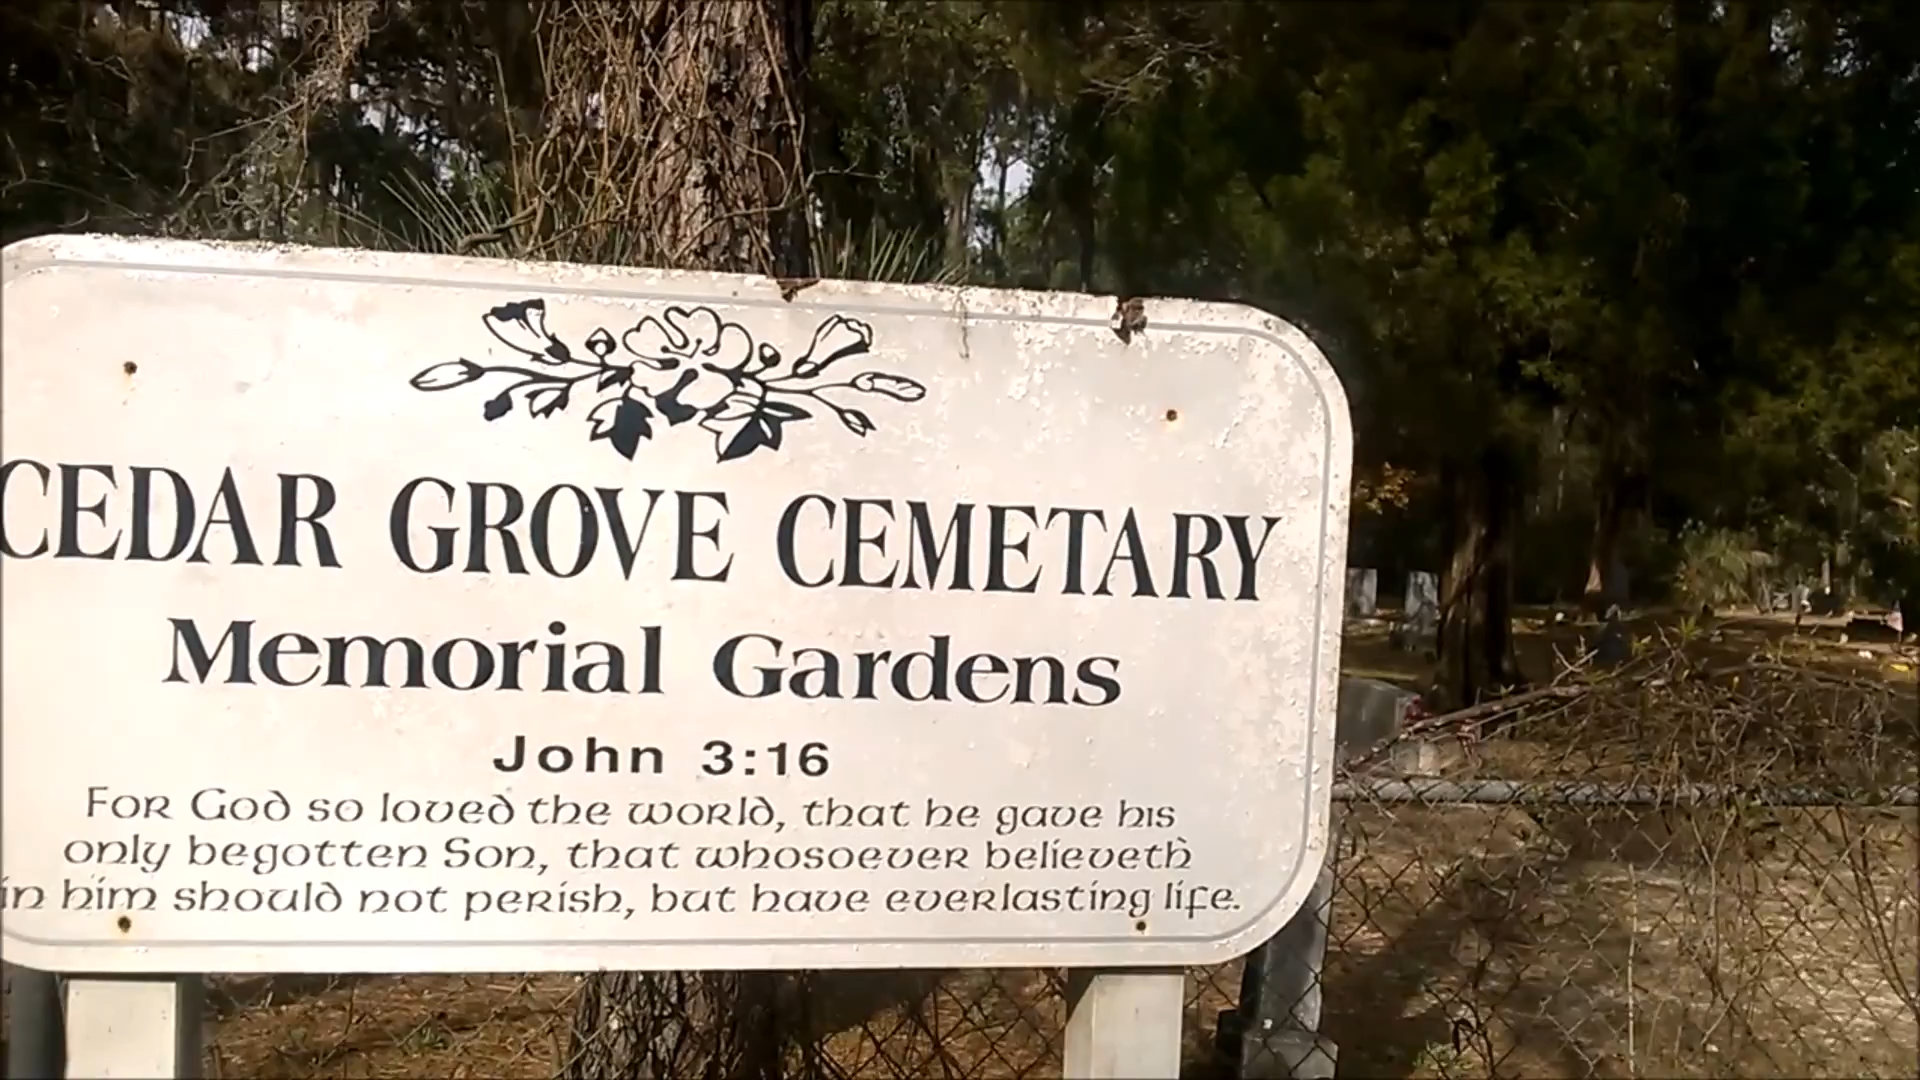 CEDAR GROVE CEMETARY
Memorial Gardens
John 3:16
For God so loved the world, that he gave his
only begotten Son, that whosoever believeth
in him should not perish, but have everlasting life.